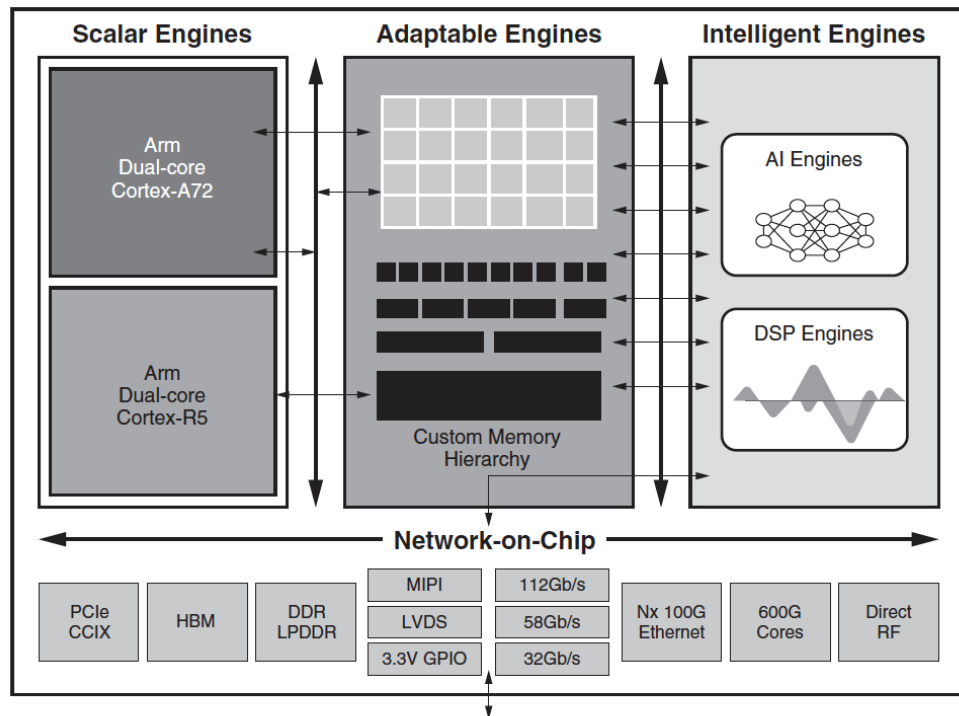 Scalar Engines
Adaptable Engines
Intelligent Engines
Arm
Dual-core
Cortex-A72
Arm
Dual-core
Cortex-R5
Custom Memory
Hierarchy
AI Engines
DSP Engines
Network-on-Chip
PCIe
CCIX
HBM
DDR
LPDDR
MIPI
LVDS
3.3V GPIO
112Gb/s
58Gb/s
32Gb/s
Nx 100G
Ethernet
600G
Cores
Direct
RF